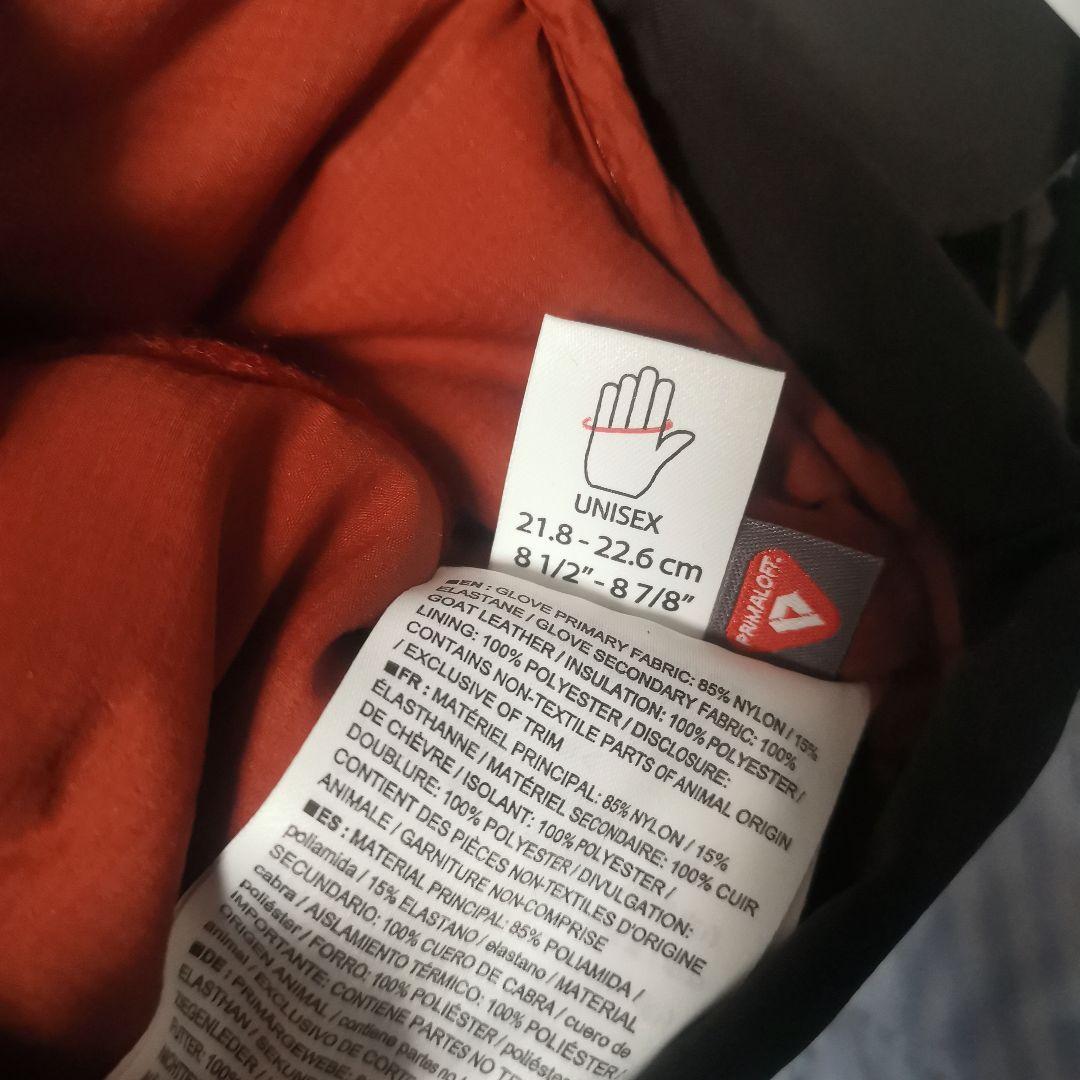 UNISEX
21.8 - 22.6 cm
8 1/2" - 8 7/8"
PRIMALOFT
■EN : GLOVE PRIMARY FABRIC: 85% NYLON / 15%
ELASTANE / GLOVE SECONDARY FABRIC: 100%
GOAT LEATHER / INSULATION: 100% POLYESTER /
LINING: 100% POLYESTER / DISCLOSURE:
CONTAINS NON-TEXTILE PARTS OF ANIMAL ORIGIN
/ EXCLUSIVE OF TRIM
■FR : MATÉRIEL PRINCIPAL: 85% NYLON / 15%
ÉLASTHANNE / MATÉRIEL SECONDAIRE: 100% CUIR
DE CHÈVRE / ISOLANT: 100% POLYESTER /
DOUBLURE: 100% POLYESTER / DIVULGATION:
CONTIENT DES PIÈCES NON-TEXTILES D'ORIGINE
ANIMALE / GARNITURE NON-COMPRISE
■ES : MATERIAL PRINCIPAL: 85% POLIAMIDA /
poliamida / 15% ELASTANO / elastano / MATERIAL
SECUNDARIO: 100% CUERO DE CABRA / cuero de
cabra / AISLAMIENTO TÉRMICO: 100% POLIÉSTER /
poliéster / FORRO: 100% POLIÉSTER / poliéster
IMPORTANTE: CONTIENE PARTES NO
ORIGEN ANIMAL / contiene partes no
animal / EXCLUSIVO DE
■DE : PRIMÄRGEWEBE:
ELASTHAN /
ZIEGENLEDER /
100%